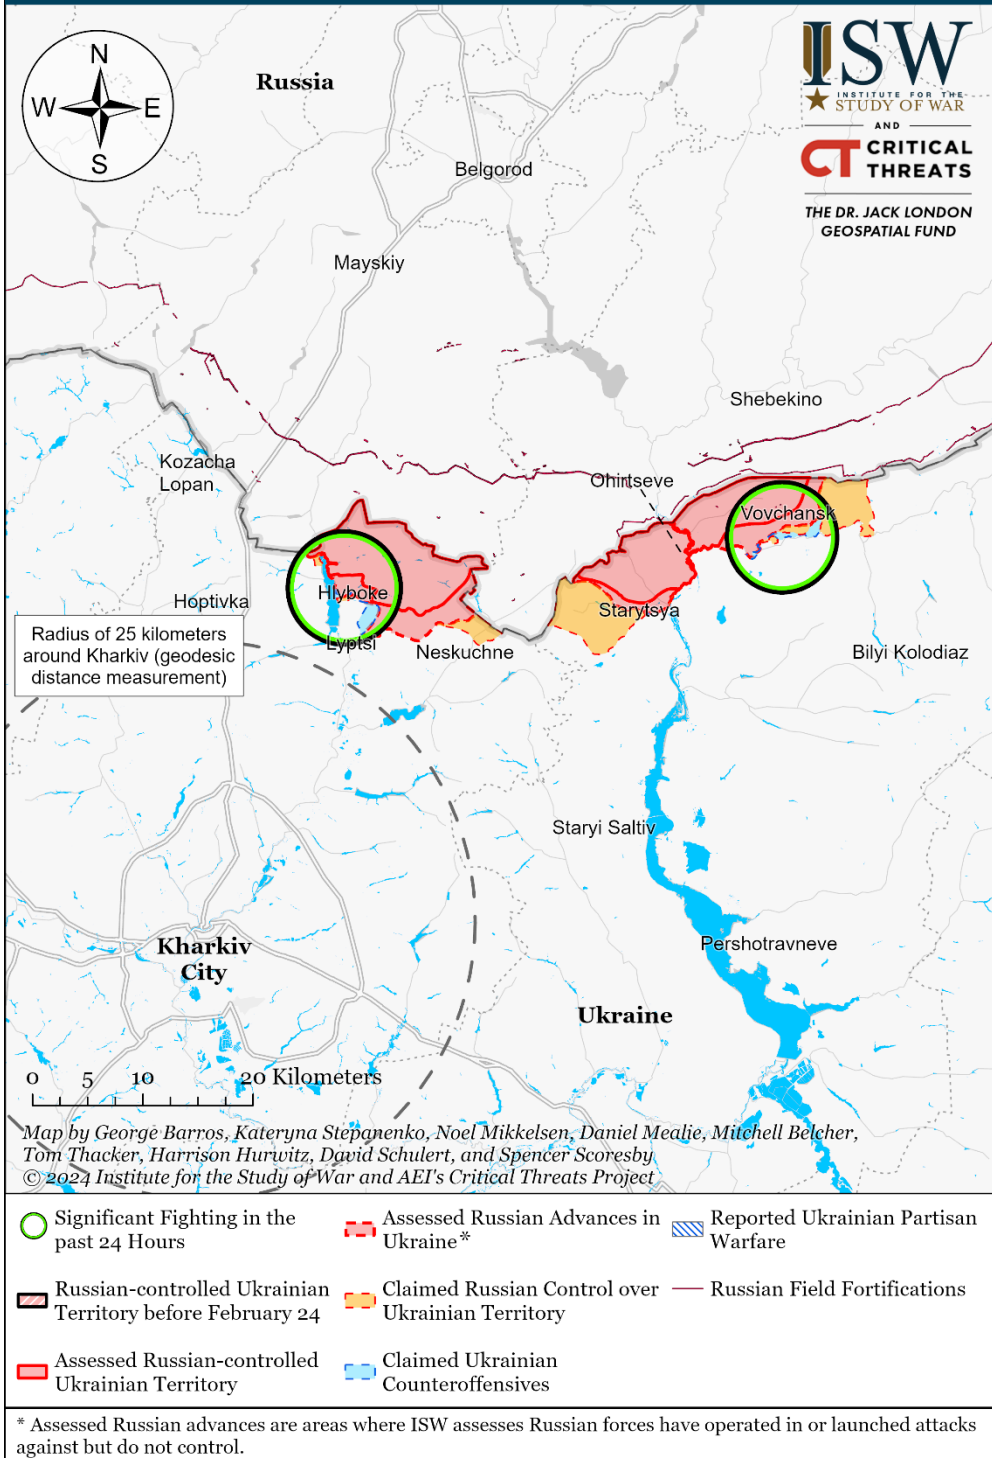 N
W
E
S
Russia
ISW
INSTITUTE FOR THE
STUDY OF WAR
AND
CT CRITICAL
THREATS
THE DR. JACK LONDON
GEOSPATIAL FUND
Belgorod
Mayskiy
Shebekino
Kozacha
Lopan
Ohirtseve
Vovchansk
Hoptivka
Hlyboke
Starytsya
Lyptsi
Neskuchne
Bilyi Kolodiaz
Radius of 25 kilometers
around Kharkiv (geodesic
distance measurement)
Staryi Saltiv
Kharkiv
City
Pershotravneve
Ukraine
0 5 10 20 Kilometers
Map by George Barros, Kateryna Stepanenko, Noel Mikkelsen, Daniel Mealie, Mitchell Belcher,
Tom Thacker, Harrison Hurwitz, David Schulert, and Spencer Scoresby
© 2024 Institute for the Study of War and AEI's Critical Threats Project
Significant Fighting in the
past 24 Hours
Russian-controlled Ukrainian
Territory before February 24
Assessed Russian-controlled
Ukrainian Territory
Assessed Russian Advances in
Ukraine*
Claimed Russian Control over
Ukrainian Territory
Claimed Ukrainian
Counteroffensives
Reported Ukrainian Partisan
Warfare
Russian Field Fortifications
* Assessed Russian advances are areas where ISW assesses Russian forces have operated in or launched attacks
against but do not control.